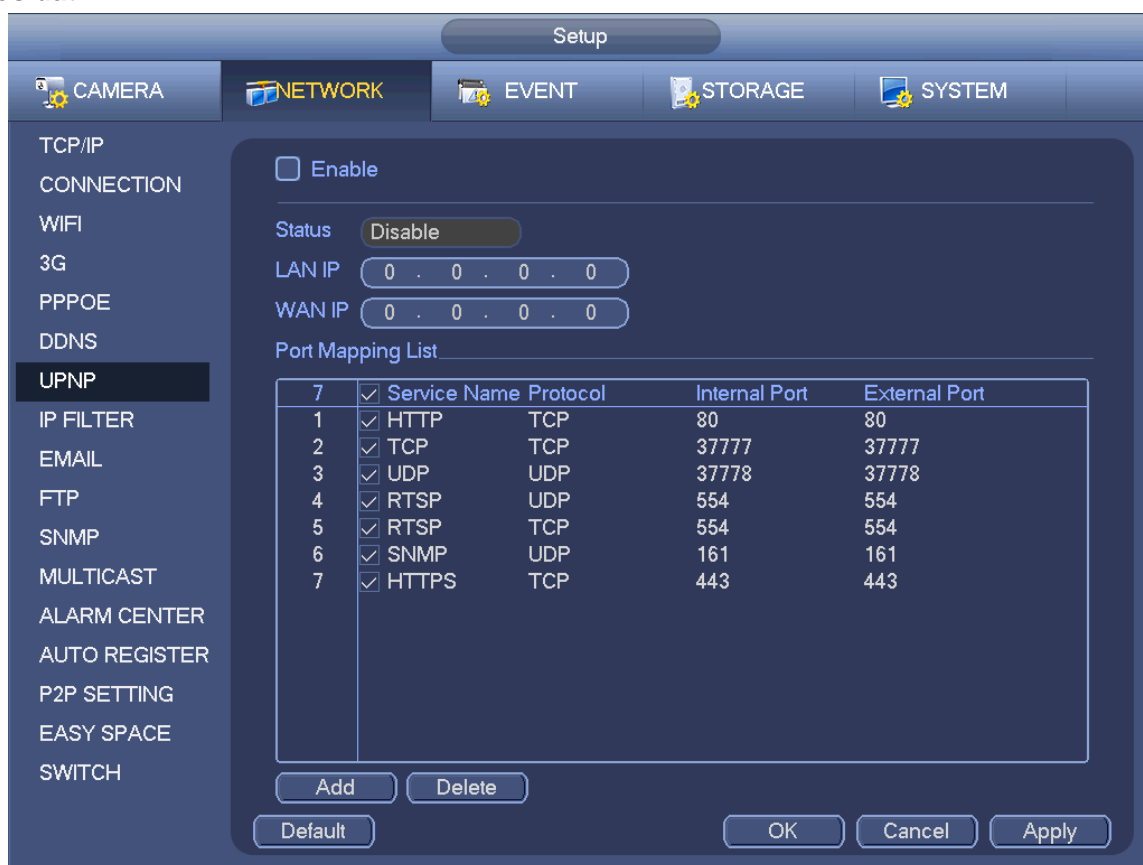 Setup
CAMERA NETWORK EVENT STORAGE SYSTEM
TCP/IP
CONNECTION
WIFI
3G
PPPOE
DDNS
UPNP
IP FILTER
EMAIL
FTP
SNMP
MULTICAST
ALARM CENTER
AUTO REGISTER
P2P SETTING
EASY SPACE
SWITCH
Enable
Status Disable
LAN IP 0 . 0 . 0 . 0
WAN IP 0 . 0 . 0 . 0
Port Mapping List
7 Service Name Protocol Internal Port External Port
1 HTTP TCP 80 80
2 TCP TCP 37777 37777
3 UDP UDP 37778 37778
4 RTSP UDP 554 554
5 RTSP TCP 554 554
6 SNMP UDP 161 161
7 HTTPS TCP 443 443
Add Delete
Default OK Cancel Apply